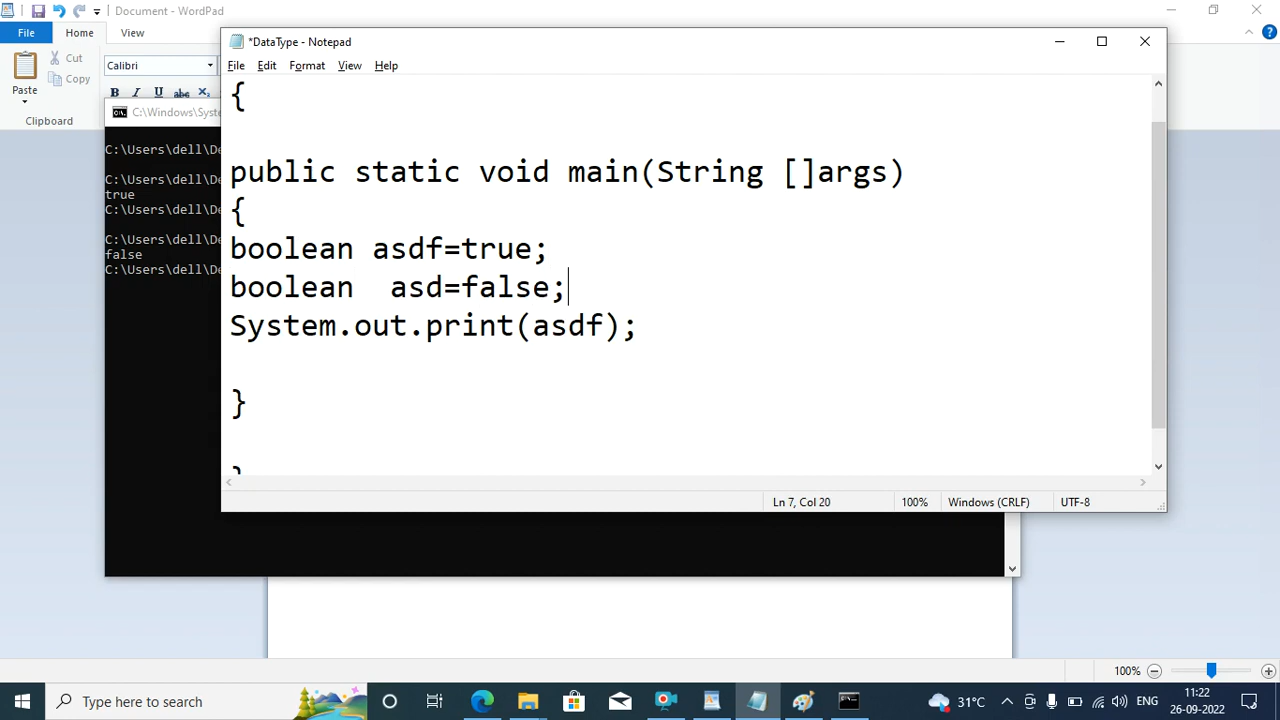 Document - WordPad
File
Home
View
Cut
Calibri
Paste
Copy
B I U abc X₂
Clipboard
C:\Windows\Sys
C:\Users\dell\De
C:\Users\dell\De
true
C:\Users\dell\De
C:\Users\dell\De
false
C:\Users\dell\De
*DataType - Notepad
File Edit Format View Help
{
public static void main(String []args)
{
boolean asdf=true;
boolean  asd=false;
System.out.print(asdf);
}
}
Ln 7, Col 20
100%
Windows (CRLF)
UTF-8
100%
Type here to search
31°C
ENG
11:22
26-09-2022